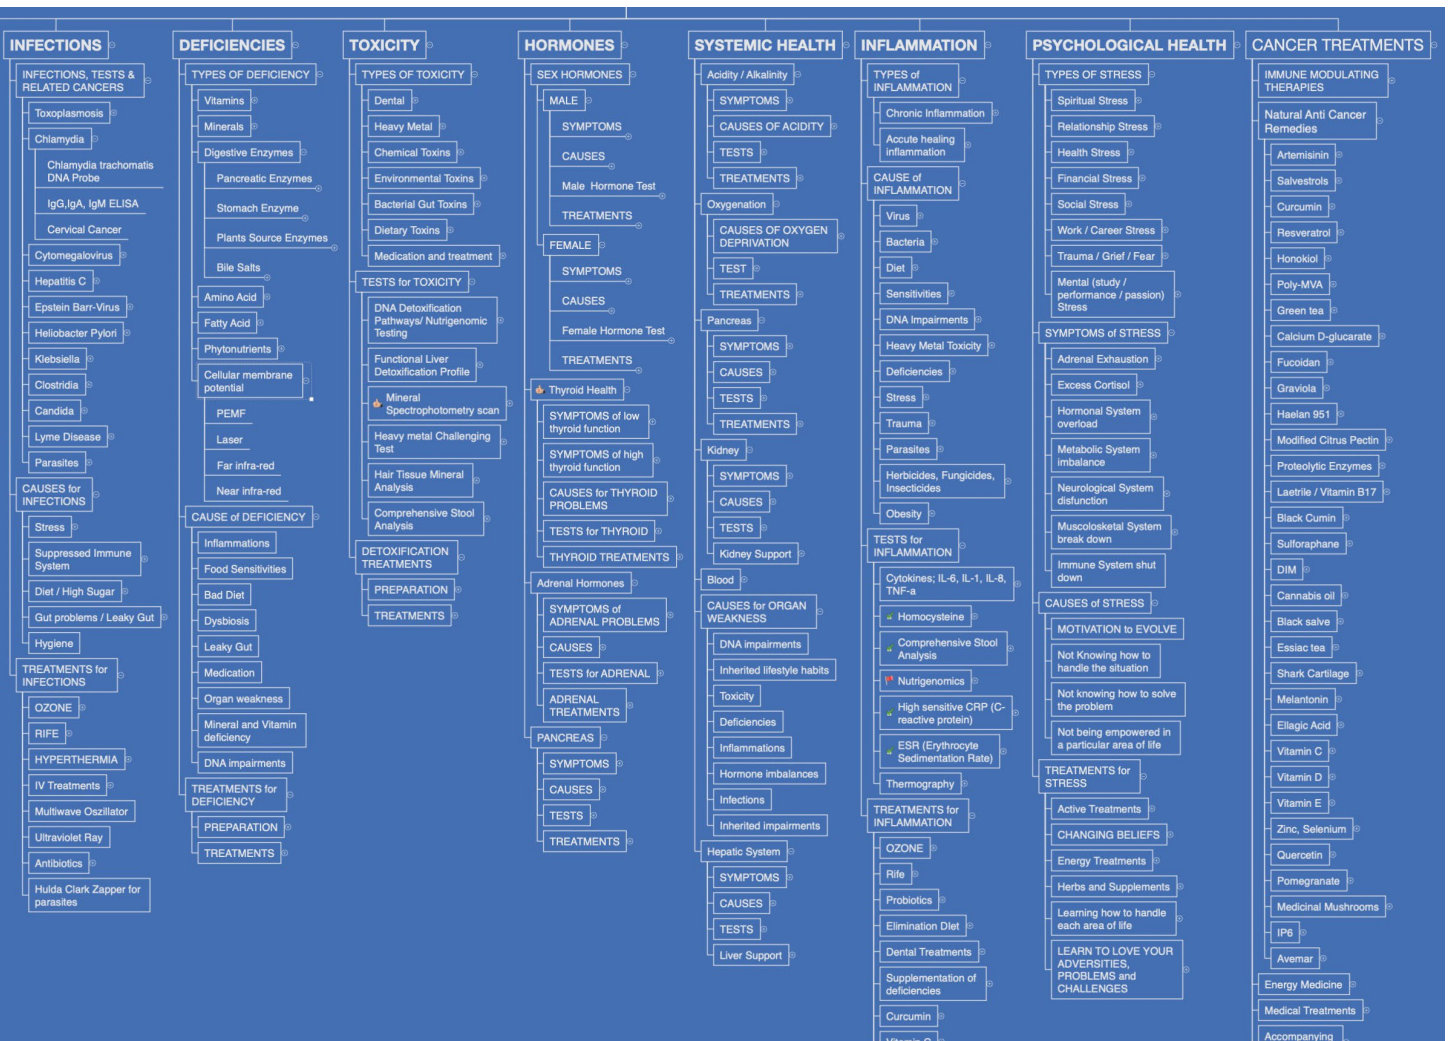 INFECTIONS
INFECTIONS, TESTS &
RELATED CANCERS
Toxoplasmosis
Chlamydia
Chlamydia trachomatis
DNA Probe
IgG,IgA, IgM ELISA
Cervical Cancer
Cytomegalovirus
Hepatitis C
Epstein Barr-Virus
Heliobacter Pylori
Klebsiella
Clostridia
Candida
Lyme Disease
Parasites
CAUSES for
INFECTIONS
Stress
Suppressed Immune
System
Diet / High Sugar
Gut problems / Leaky Gut
Hygiene
TREATMENTS for
INFECTIONS
OZONE
RIFE
HYPERTHERMIA
IV Treatments
Multiwave Oszillator
Ultraviolet Ray
Antibiotics
Hulda Clark Zapper for
parasites
DEFICIENCIES
TYPES OF DEFICIENCY
Vitamins
Minerals
Digestive Enzymes
Pancreatic Enzymes
Stomach Enzyme
Plants Source Enzymes
Bile Salts
Amino Acid
Fatty Acid
Phytonutrients
Cellular membrane
potential
PEMF
Laser
Far infra-red
Near infra-red
CAUSE of DEFICIENCY
Inflammations
Food Sensitivities
Bad Diet
Dysbiosis
Leaky Gut
Medication
Organ weakness
Mineral and Vitamin
deficiency
DNA impairments
TREATMENTS for
DEFICIENCY
PREPARATION
TREATMENTS
TOXICITY
TYPES OF TOXICITY
Dental
Heavy Metal
Chemical Toxins
Environmental Toxins
Bacterial Gut Toxins
Dietary Toxins
Medication and treatment
TESTS for TOXICITY
DNA Detoxification
Pathways/ Nutrigenomic
Testing
Functional Liver
Detoxification Profile
Mineral
Spectrophotometry scan
Heavy metal Challenging
Test
Hair Tissue Mineral
Analysis
Comprehensive Stool
Analysis
DETOXIFICATION
TREATMENTS
PREPARATION
TREATMENTS
HORMONES
SEX HORMONES
MALE
SYMPTOMS
CAUSES
Male Hormone Test
TREATMENTS
FEMALE
SYMPTOMS
CAUSES
Female Hormone Test
TREATMENTS
Thyroid Health
SYMPTOMS of low
thyroid function
SYMPTOMS of high
thyroid function
CAUSES for THYROID
PROBLEMS
TESTS for THYROID
THYROID TREATMENTS
Adrenal Hormones
SYMPTOMS of
ADRENAL PROBLEMS
CAUSES
TESTS for ADRENAL
ADRENAL
TREATMENTS
PANCREAS
SYMPTOMS
CAUSES
TESTS
TREATMENTS
SYSTEMIC HEALTH
Acidity / Alkalinity
SYMPTOMS
CAUSES OF ACIDITY
TESTS
TREATMENTS
Oxygenation
CAUSES OF OXYGEN
DEPRIVATION
TEST
TREATMENTS
Pancreas
SYMPTOMS
CAUSES
TESTS
TREATMENTS
Kidney
SYMPTOMS
CAUSES
TESTS
Kidney Support
Blood
CAUSES for ORGAN
WEAKNESS
DNA impairments
Inherited lifestyle habits
Toxicity
Deficiencies
Inflammations
Hormone imbalances
Infections
Inherited impairments
Hepatic System
SYMPTOMS
CAUSES
TESTS
Liver Support
INFLAMMATION
TYPES of
INFLAMMATION
Chronic Inflammation
Accute healing
inflammation
CAUSE of
INFLAMMATION
Virus
Bacteria
Diet
Sensitivities
DNA Impairments
Heavy Metal Toxicity
Deficiencies
Stress
Trauma
Parasites
Herbicides, Fungicides,
Insecticides
Obesity
TESTS for
INFLAMMATION
Cytokines; IL-6, IL-1, IL-8,
TNF-a
Homocysteine
Comprehensive Stool
Analysis
Nutrigenomics
High sensitive CRP (C-
reactive protein)
ESR (Erythrocyte
Sedimentation Rate)
Thermography
TREATMENTS for
INFLAMMATION
OZONE
Rife
Probiotics
Elimination DIet
Dental Treatments
Supplementation of
deficiencies
Curcumin
PSYCHOLOGICAL HEALTH
TYPES OF STRESS
Spiritual Stress
Relationship Stress
Health Stress
Financial Stress
Social Stress
Work / Career Stress
Trauma / Grief / Fear
Mental (study /
performance / passion)
Stress
SYMPTOMS of STRESS
Adrenal Exhaustion
Excess Cortisol
Hormonal System
overload
Metabolic System
imbalance
Neurological System
disfunction
Muscolosketal System
break down
Immune System shut
down
CAUSES of STRESS
MOTIVATION to EVOLVE
Not Knowing how to
handle the situation
Not knowing how to solve
the problem
Not being empowered in
a particular area of life
TREATMENTS for
STRESS
Active Treatments
CHANGING BELIEFS
Energy Treatments
Herbs and Supplements
Learning how to handle
each area of life
LEARN TO LOVE YOUR
ADVERSITIES,
PROBLEMS and
CHALLENGES
CANCER TREATMENTS
IMMUNE MODULATING
THERAPIES
Natural Anti Cancer
Remedies
Artemisinin
Salvestrols
Curcumin
Resveratrol
Honokiol
Poly-MVA
Green tea
Calcium D-glucarate
Fucoidan
Graviola
Haelan 951
Modified Citrus Pectin
Proteolytic Enzymes
Laetrile / Vitamin B17
Black Cumin
Sulforaphane
DIM
Cannabis oil
Black salve
Essiac tea
Shark Cartilage
Melantonin
Ellagic Acid
Vitamin C
Vitamin D
Vitamin E
Zinc, Selenium
Quercetin
Pomegranate
Medicinal Mushrooms
IP6
Avemar
Energy Medicine
Medical Treatments
Accompanying